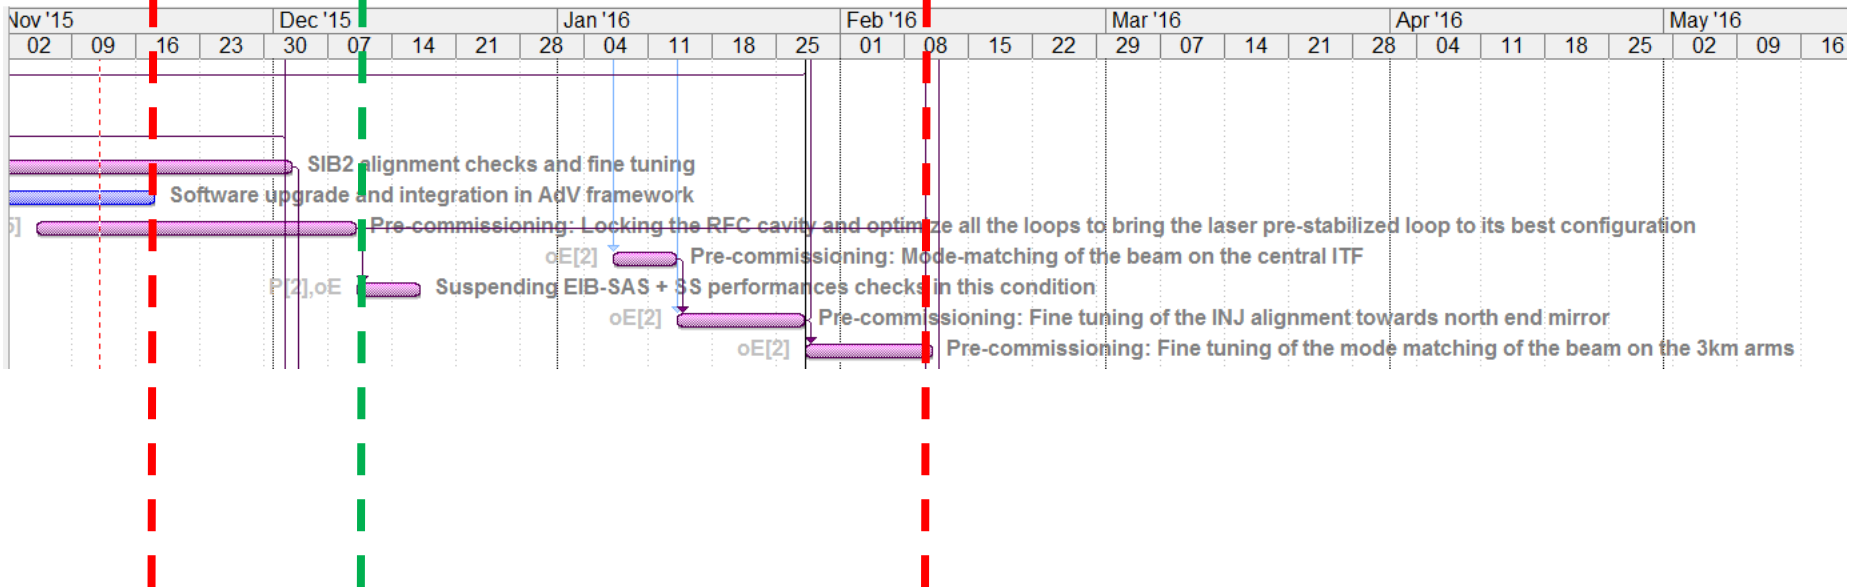 Nov '15 Dec '15 Jan '16 Feb '16 Mar '16 Apr '16 May '16
02 09 16 23 30 07 14 21 28 04 11 18 25 01 08 15 22 29 07 14 21 28 04 11 18 25 02 09 16
SIB2 alignment checks and fine tuning
Software upgrade and integration in AdV framework
5] Pre-commissioning: Locking the RFC cavity and optimize all the loops to bring the laser pre-stabilized loop to its best configuration
oE[2] Pre-commissioning: Mode-matching of the beam on the central ITF
P[2],oE Suspending EIB-SAS + SS performances checks in this condition
oE[2] Pre-commissioning: Fine tuning of the INJ alignment towards north end mirror
oE[2] Pre-commissioning: Fine tuning of the mode matching of the beam on the 3km arms